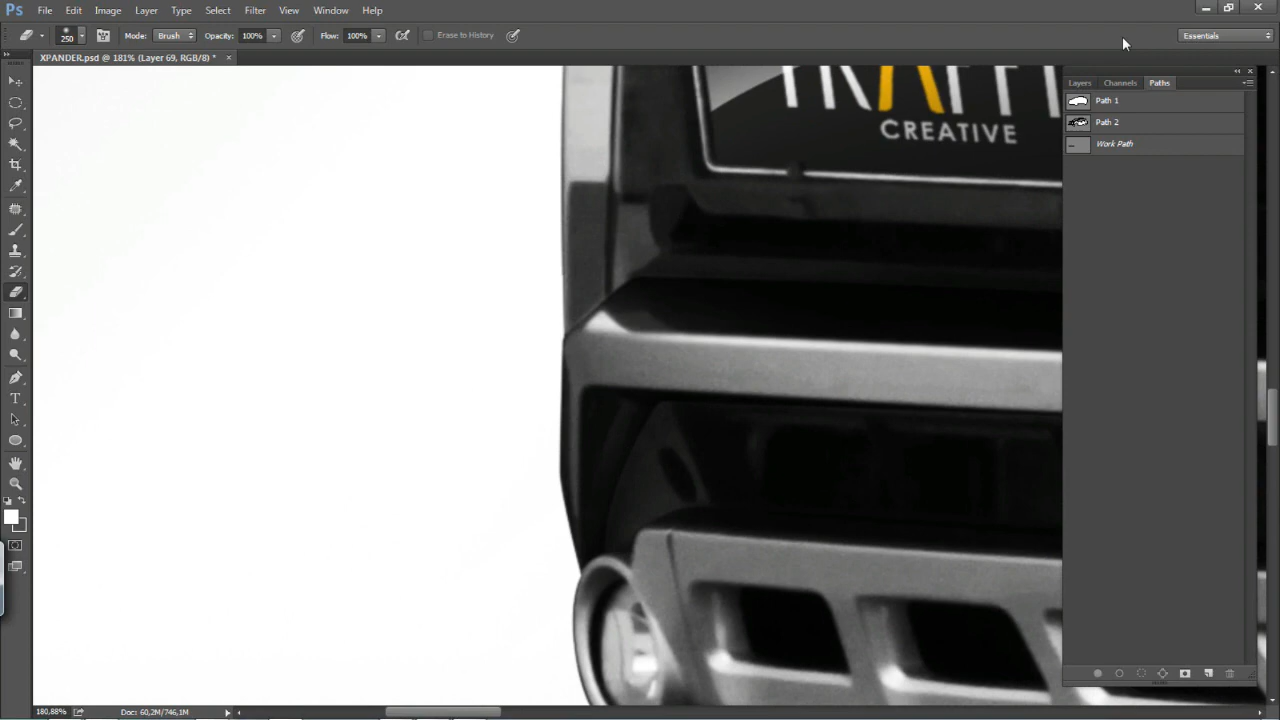 Ps File Edit Image Layer Type Select Filter View Window Help
250 Mode: Brush Opacity: 100% Flow: 100% Erase to History Essentials
XPANDER.psd @ 181% (Layer 69, RGB/8) *
Layers Channels Paths
Path 1
Path 2
Work Path
CREATIVE
180,88% Doc: 60,2M/746,1M